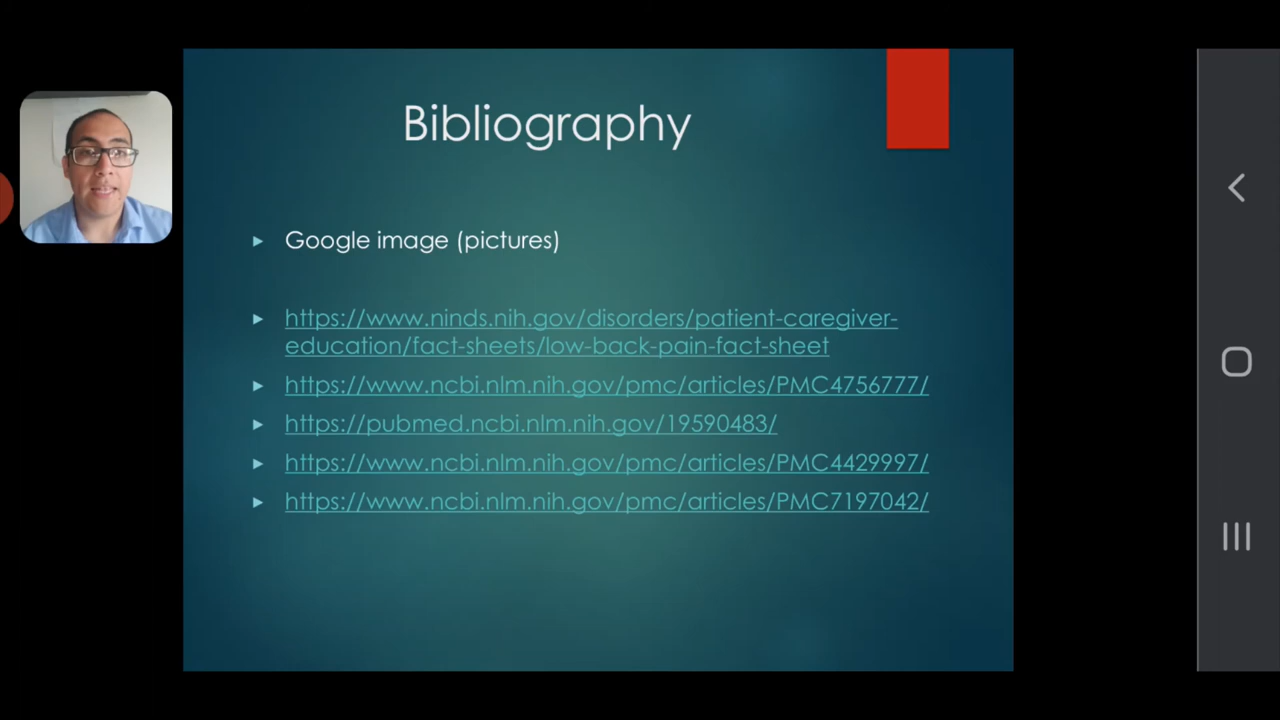 Bibliography
Google image (pictures)
https://www.ninds.nih.gov/disorders/patient-caregiver-
education/fact-sheets/low-back-pain-fact-sheet
https://www.ncbi.nlm.nih.gov/pmc/articles/PMC4756777/
https://pubmed.ncbi.nlm.nih.gov/19590483/
https://www.ncbi.nlm.nih.gov/pmc/articles/PMC4429997/
https://www.ncbi.nlm.nih.gov/pmc/articles/PMC7197042/